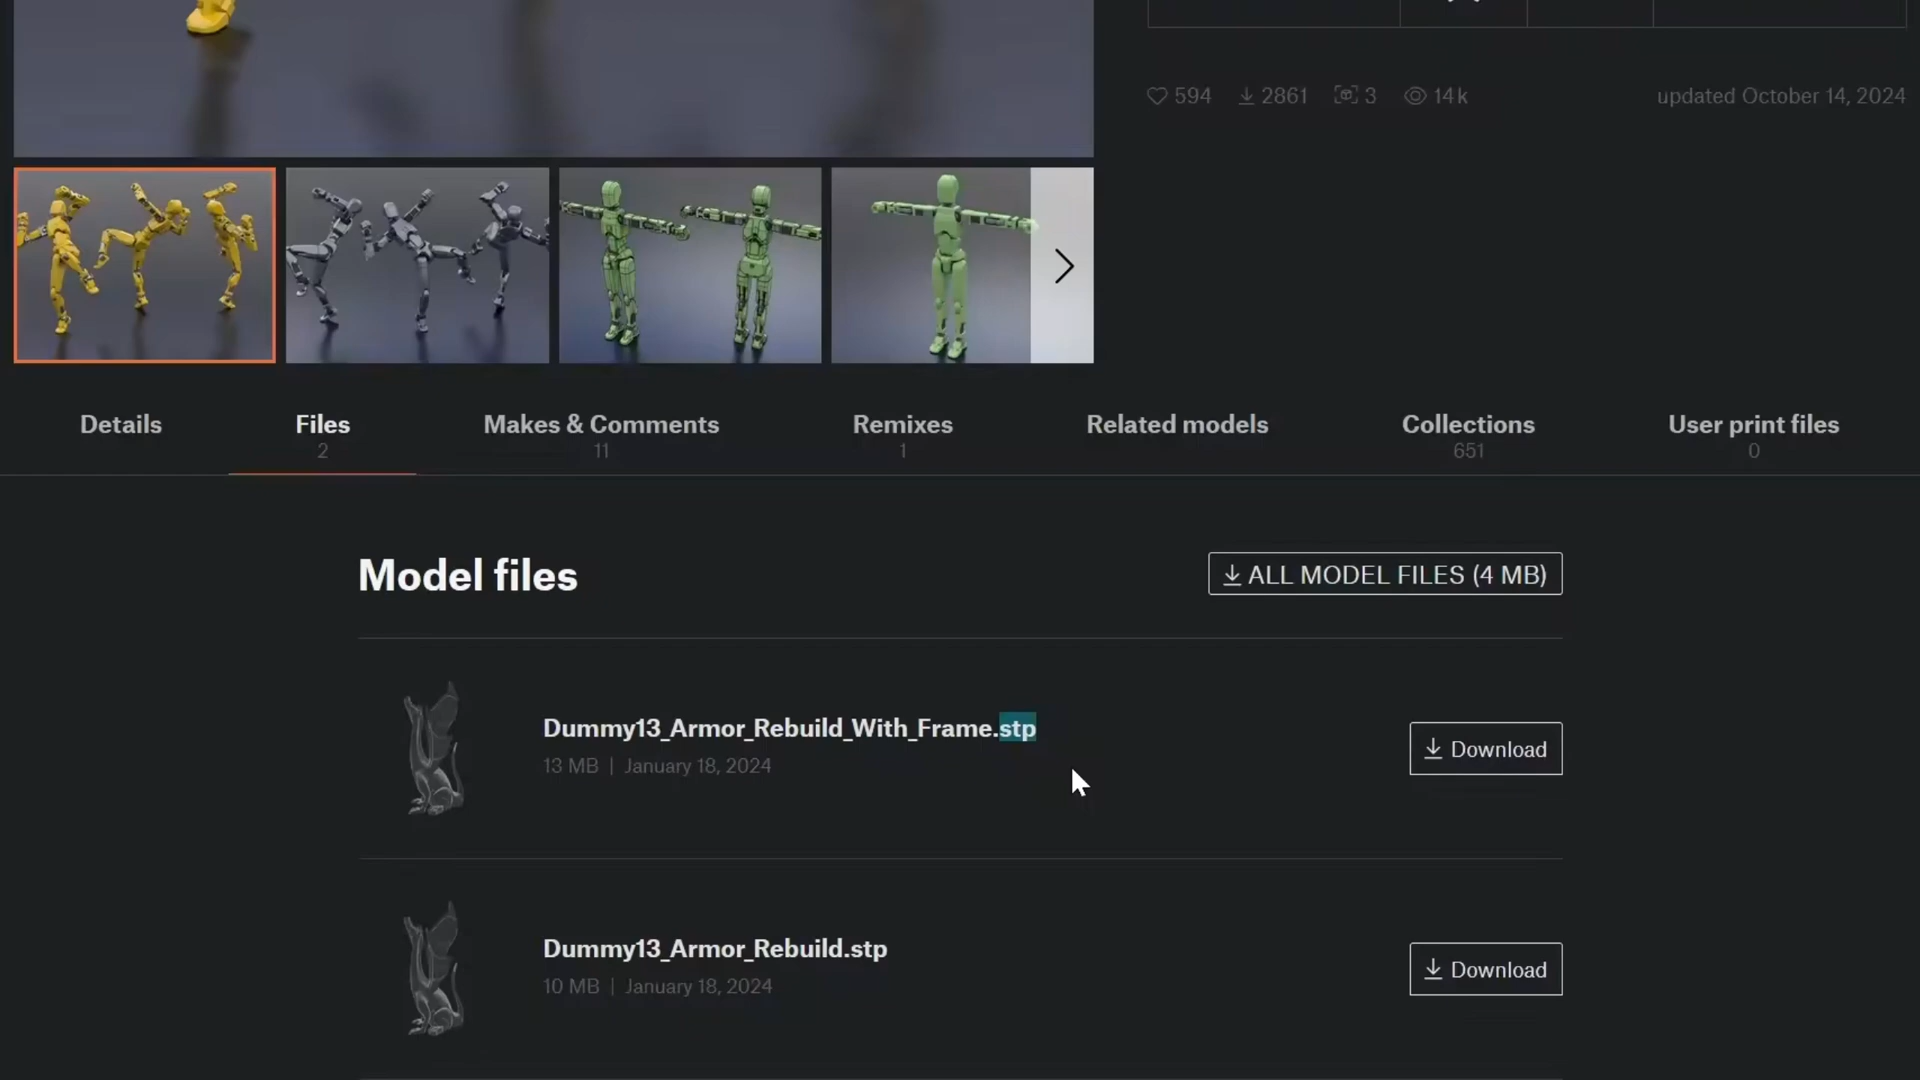 594 2861 3 14k updated October 14, 2024
Details Files Makes & Comments Remixes Related models Collections User print files
2 11 1 651 0
Model files ALL MODEL FILES (4 MB)
Dummy13_Armor_Rebuild_With_Frame.stp
13 MB | January 18, 2024
Download
Dummy13_Armor_Rebuild.stp
10 MB | January 18, 2024
Download